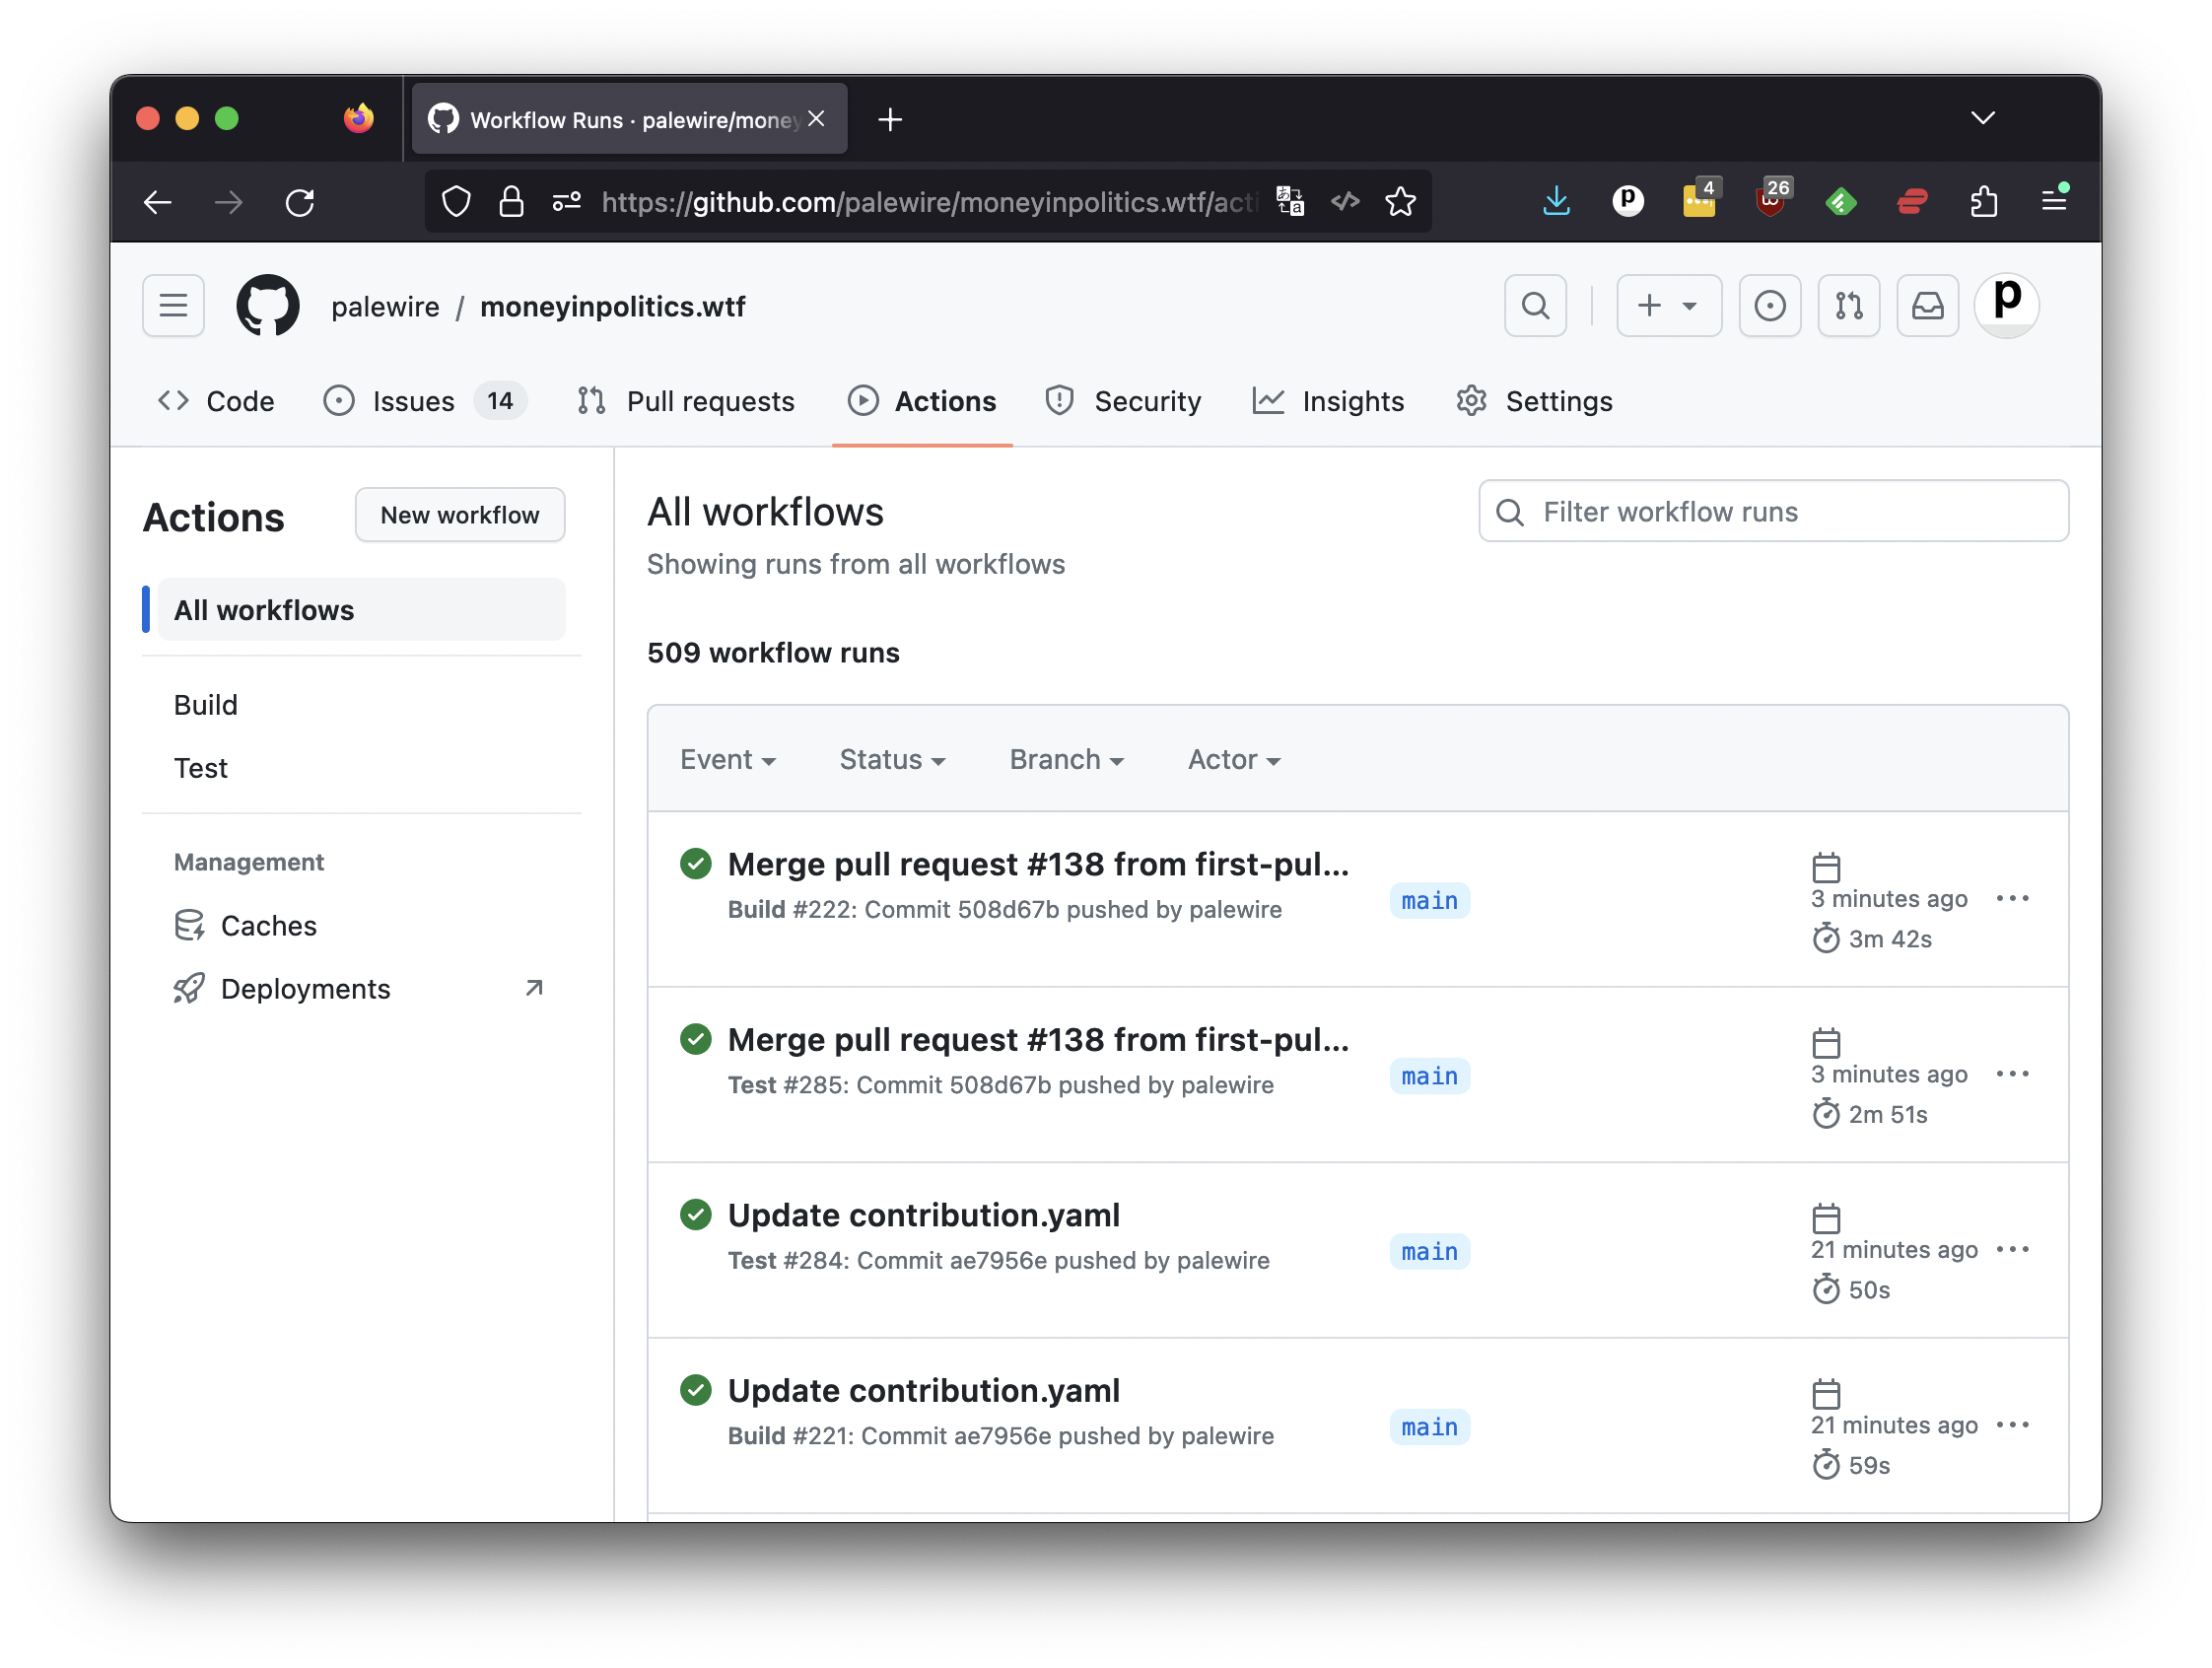 Workflow Runs · palewire/money
https://github.com/palewire/moneyinpolitics.wtf/acti
4
26
palewire / moneyinpolitics.wtf
p
Code
Issues 14
Pull requests
Actions
Security
Insights
Settings
Actions
New workflow
All workflows
Build
Test
Management
Caches
Deployments
All workflows
Filter workflow runs
Showing runs from all workflows
509 workflow runs
Event
Status
Branch
Actor
Merge pull request #138 from first-pul...
Build #222: Commit 508d67b pushed by palewire
main
3 minutes ago
3m 42s
Merge pull request #138 from first-pul...
Test #285: Commit 508d67b pushed by palewire
main
3 minutes ago
2m 51s
Update contribution.yaml
Test #284: Commit ae7956e pushed by palewire
main
21 minutes ago
50s
Update contribution.yaml
Build #221: Commit ae7956e pushed by palewire
main
21 minutes ago
59s